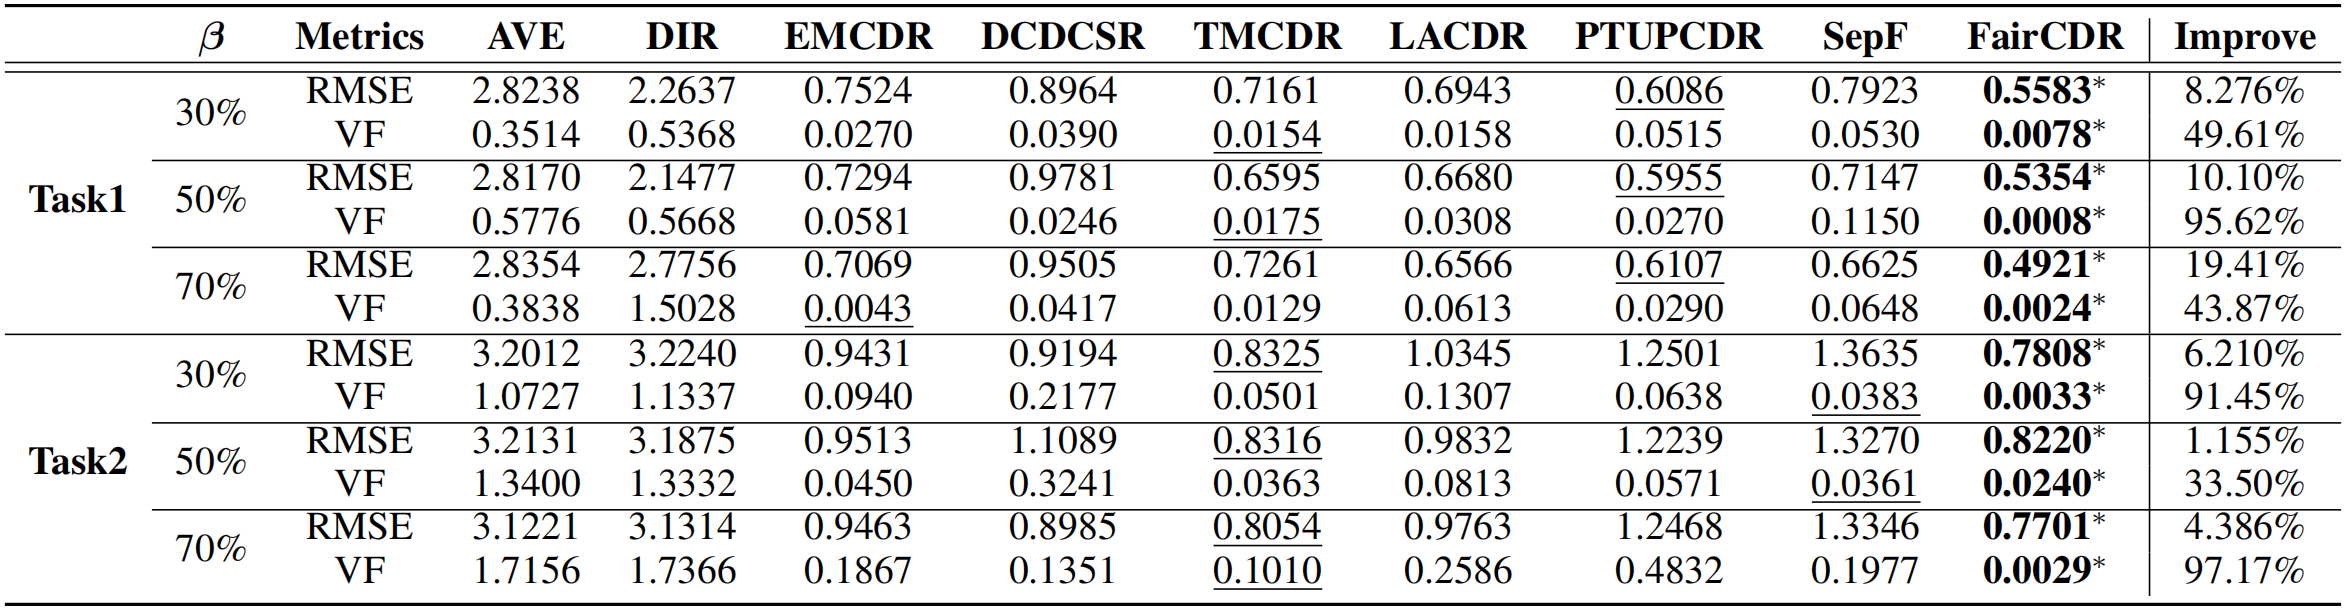 β Metrics AVE DIR EMCDR DCDCSR TMCDR LACDR PTUPCDR SepF FairCDR Improve
Task1
30%
RMSE 2.8238 2.2637 0.7524 0.8964 0.7161 0.6943 0.6086 0.7923 0.5583* 8.276%
VF 0.3514 0.5368 0.0270 0.0390 0.0154 0.0158 0.0515 0.0530 0.0078* 49.61%
50%
RMSE 2.8170 2.1477 0.7294 0.9781 0.6595 0.6680 0.5955 0.7147 0.5354* 10.10%
VF 0.5776 0.5668 0.0581 0.0246 0.0175 0.0308 0.0270 0.1150 0.0008* 95.62%
70%
RMSE 2.8354 2.7756 0.7069 0.9505 0.7261 0.6566 0.6107 0.6625 0.4921* 19.41%
VF 0.3838 1.5028 0.0043 0.0417 0.0129 0.0613 0.0290 0.0648 0.0024* 43.87%
Task2
30%
RMSE 3.2012 3.2240 0.9431 0.9194 0.8325 1.0345 1.2501 1.3635 0.7808* 6.210%
VF 1.0727 1.1337 0.0940 0.2177 0.0501 0.1307 0.0638 0.0383 0.0033* 91.45%
50%
RMSE 3.2131 3.1875 0.9513 1.1089 0.8316 0.9832 1.2239 1.3270 0.8220* 1.155%
VF 1.3400 1.3332 0.0450 0.3241 0.0363 0.0813 0.0571 0.0361 0.0240* 33.50%
70%
RMSE 3.1221 3.1314 0.9463 0.8985 0.8054 0.9763 1.2468 1.3346 0.7701* 4.386%
VF 1.7156 1.7366 0.1867 0.1351 0.1010 0.2586 0.4832 0.1977 0.0029* 97.17%